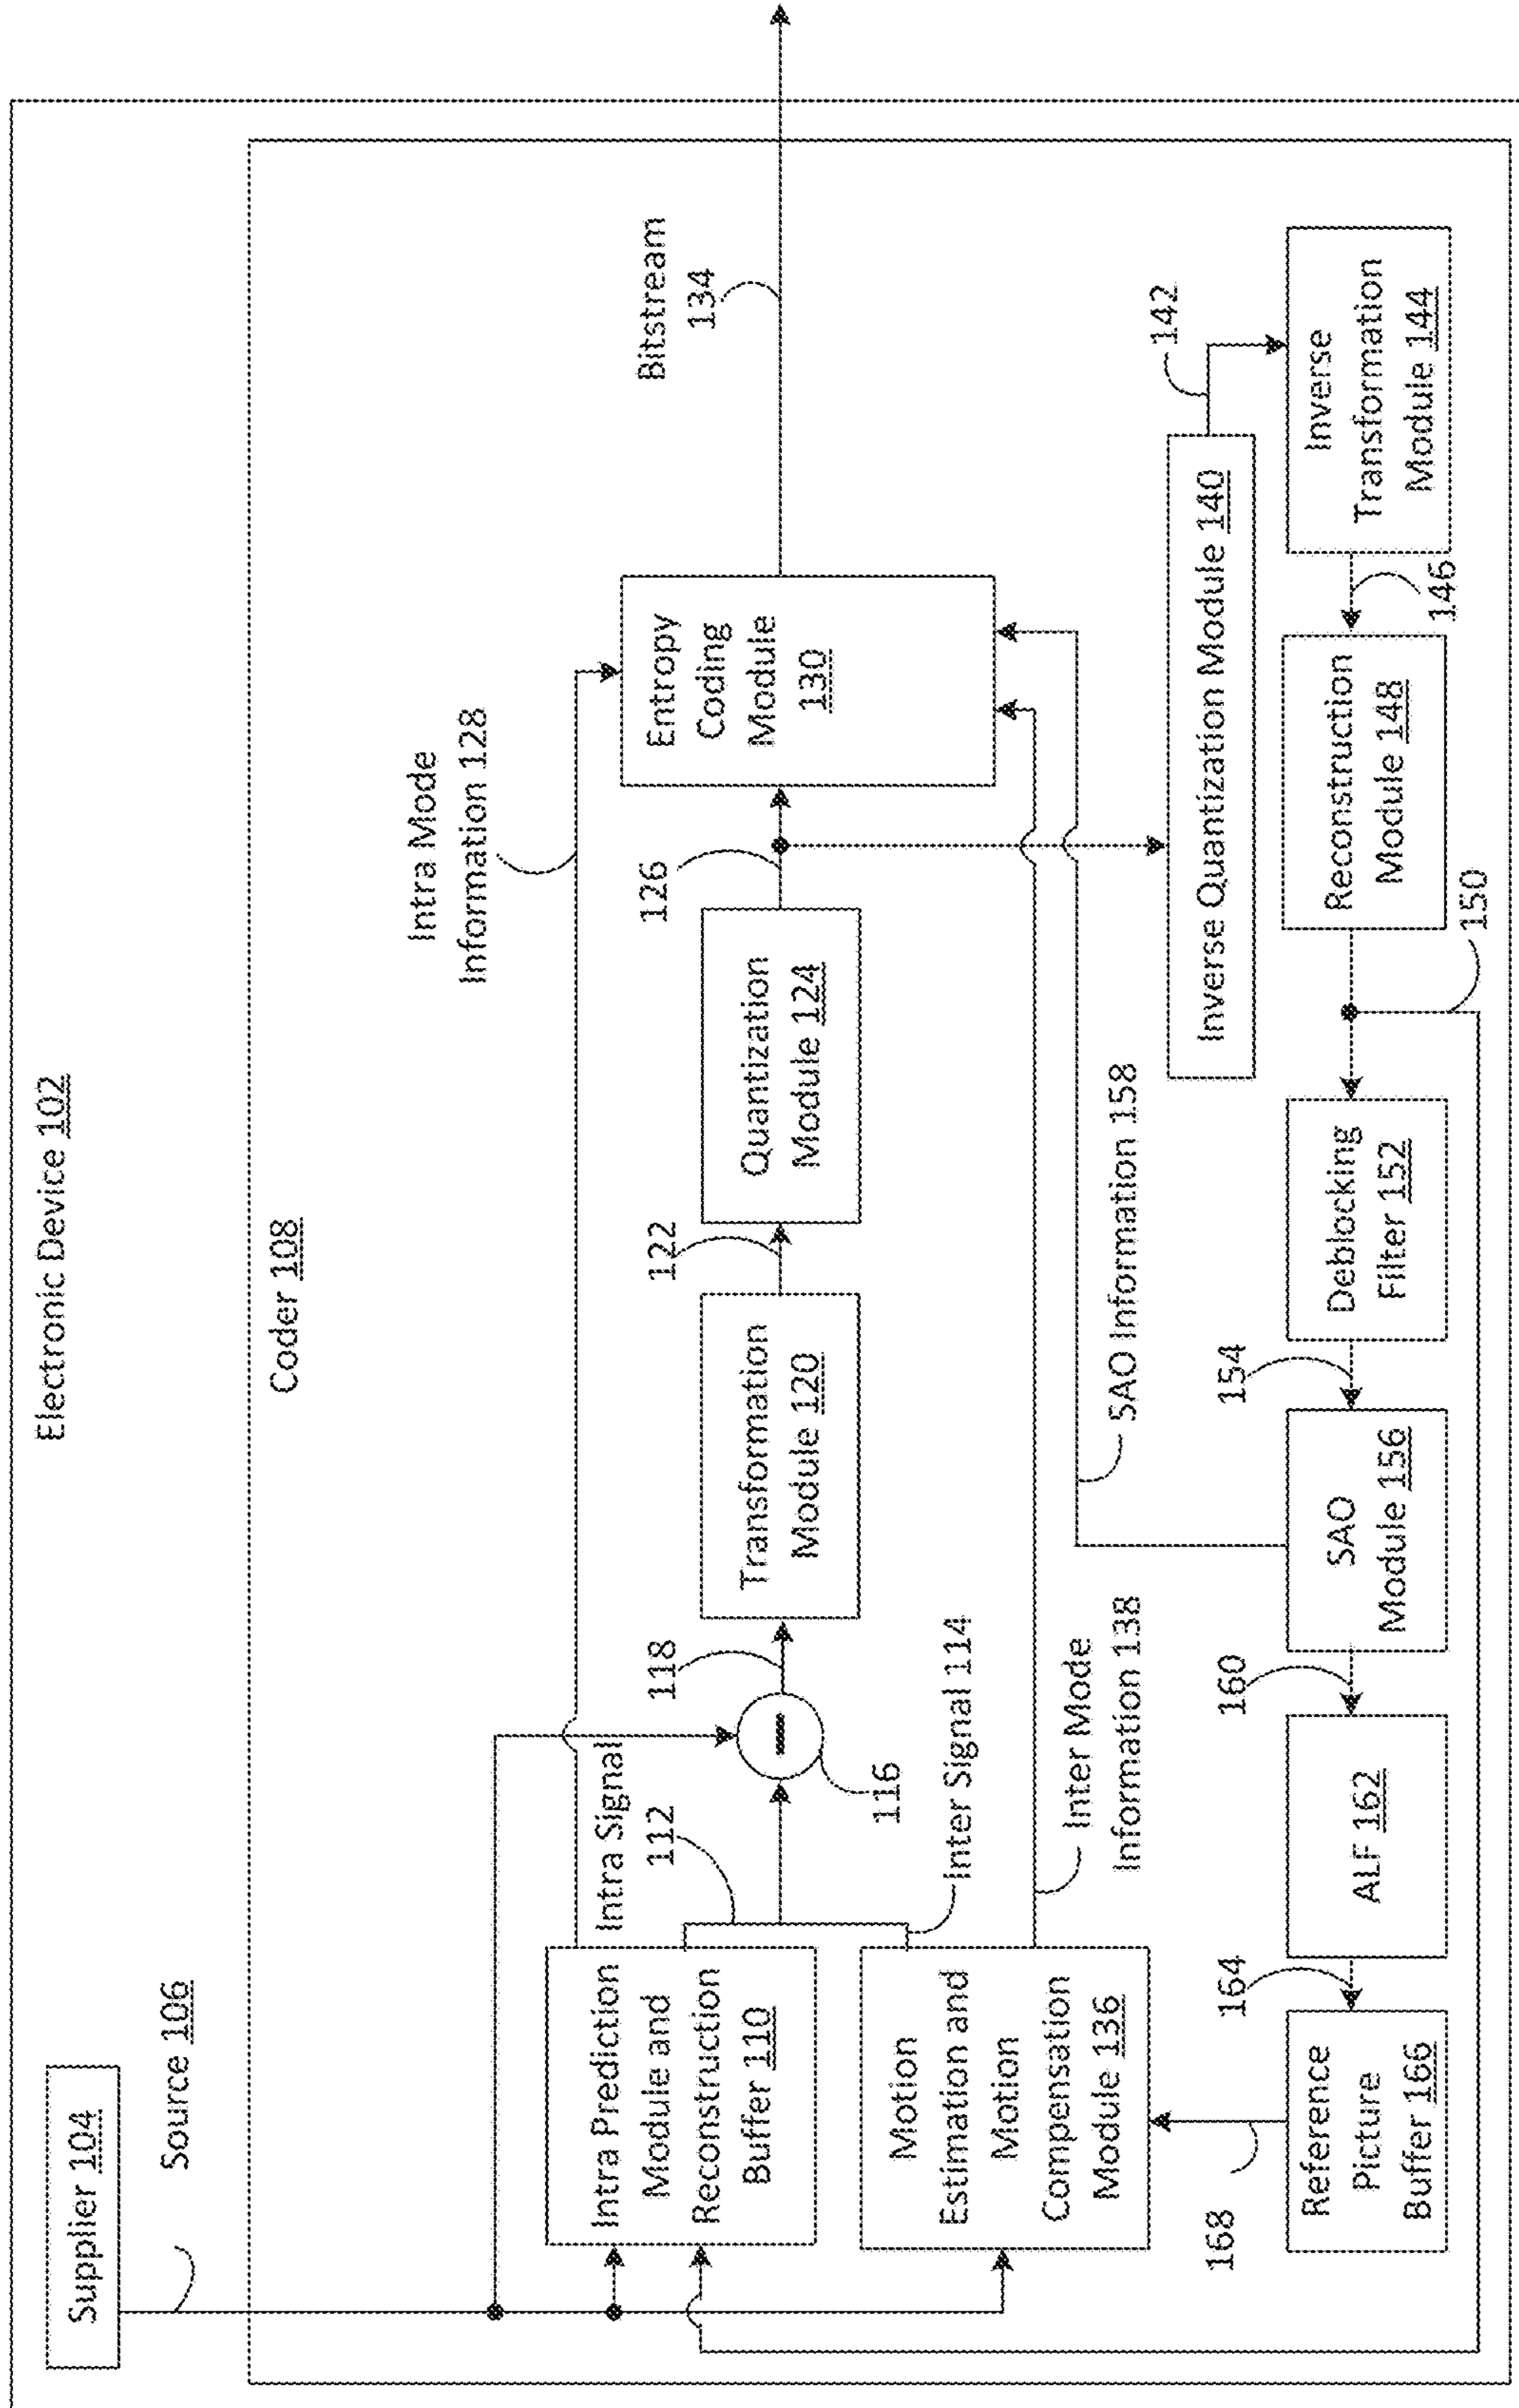 Electronic Device 102
Supplier 104
Source 106
Coder 108
Intra Mode
Information 128
Bitstream
134
Intra Prediction
Module and
Reconstruction
Buffer 110
Intra Signal
112
118
116
Transformation
Module 120
122
Quantization
Module 124
126
Entropy
Coding
Module
130
Motion
Estimation and
Motion
Compensation
Module 136
Inter Signal 114
Inter Mode
Information 138
SAO Information 158
Inverse Quantization Module 140
142
168
Reference
Picture
Buffer 166
164
ALF 162
160
SAO
Module 156
154
Deblocking
Filter 152
150
Reconstruction
Module 148
146
Inverse
Transformation
Module 144